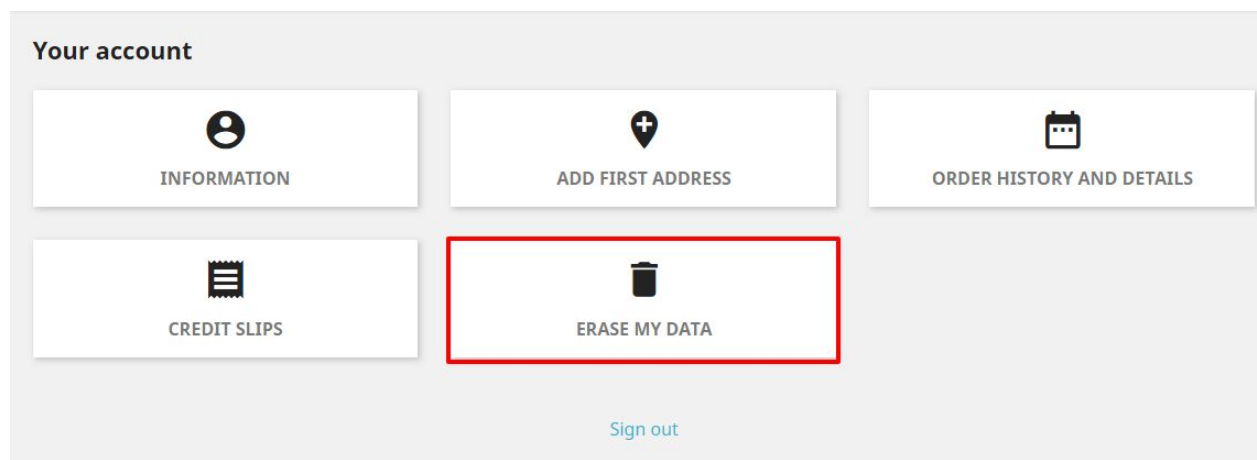 Your account
INFORMATION
ADD FIRST ADDRESS
ORDER HISTORY AND DETAILS
CREDIT SLIPS
ERASE MY DATA
Sign out